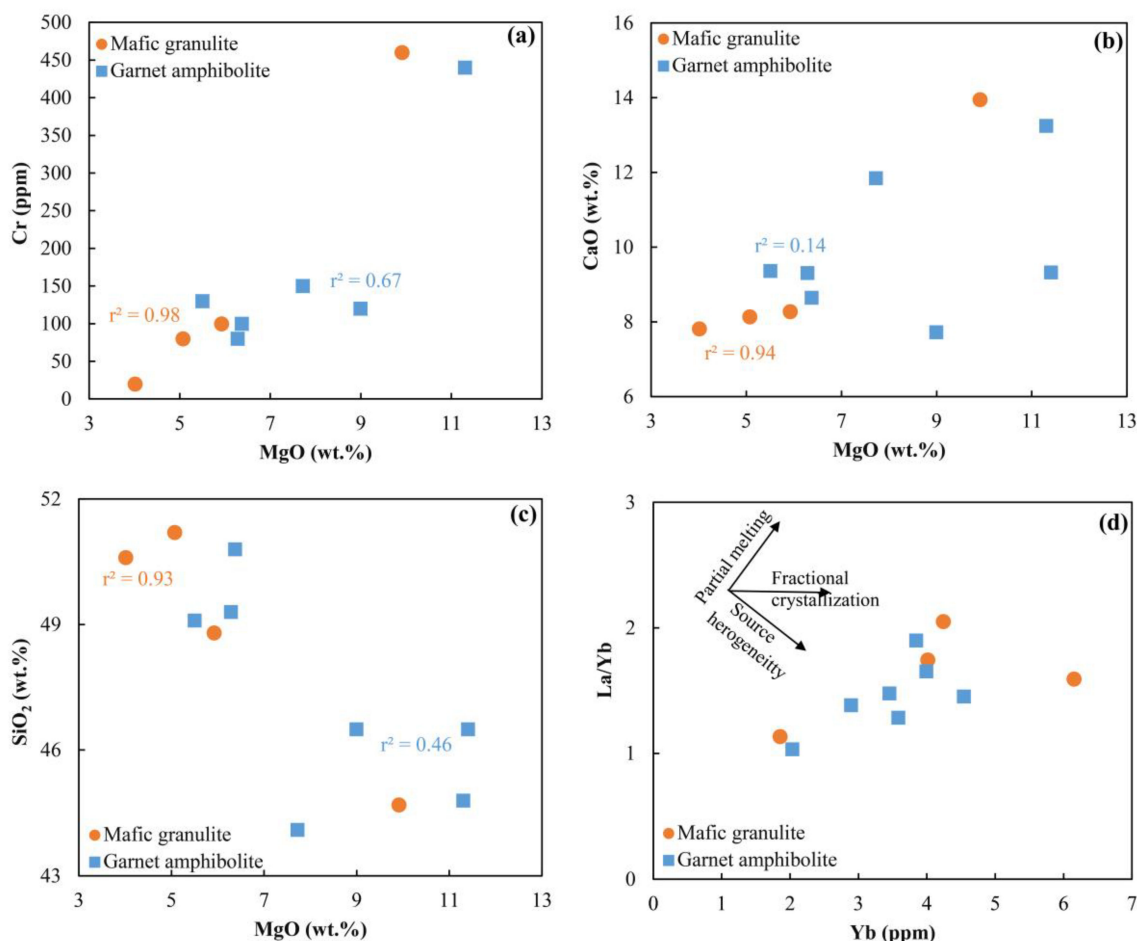 (a)
Mafic granulite
Garnet amphibolite
500
450
400
350
300
250
200
150
100
50
0
Cr (ppm)
r² = 0.67
r² = 0.98
3 5 7 9 11 13
MgO (wt.%)
(b)
Mafic granulite
Garnet amphibolite
16
14
12
10
8
6
CaO (wt.%)
r² = 0.14
r² = 0.94
3 5 7 9 11 13
MgO (wt.%)
(c)
52
49
46
43
SiO₂ (wt.%)
r² = 0.93
r² = 0.46
Mafic granulite
Garnet amphibolite
3 5 7 9 11 13
MgO (wt.%)
(d)
3
2
1
0
La/Yb
Partial melting
Fractional
crystallization
Source
herogeneitty
Mafic granulite
Garnet amphibolite
0 1 2 3 4 5 6 7
Yb (ppm)